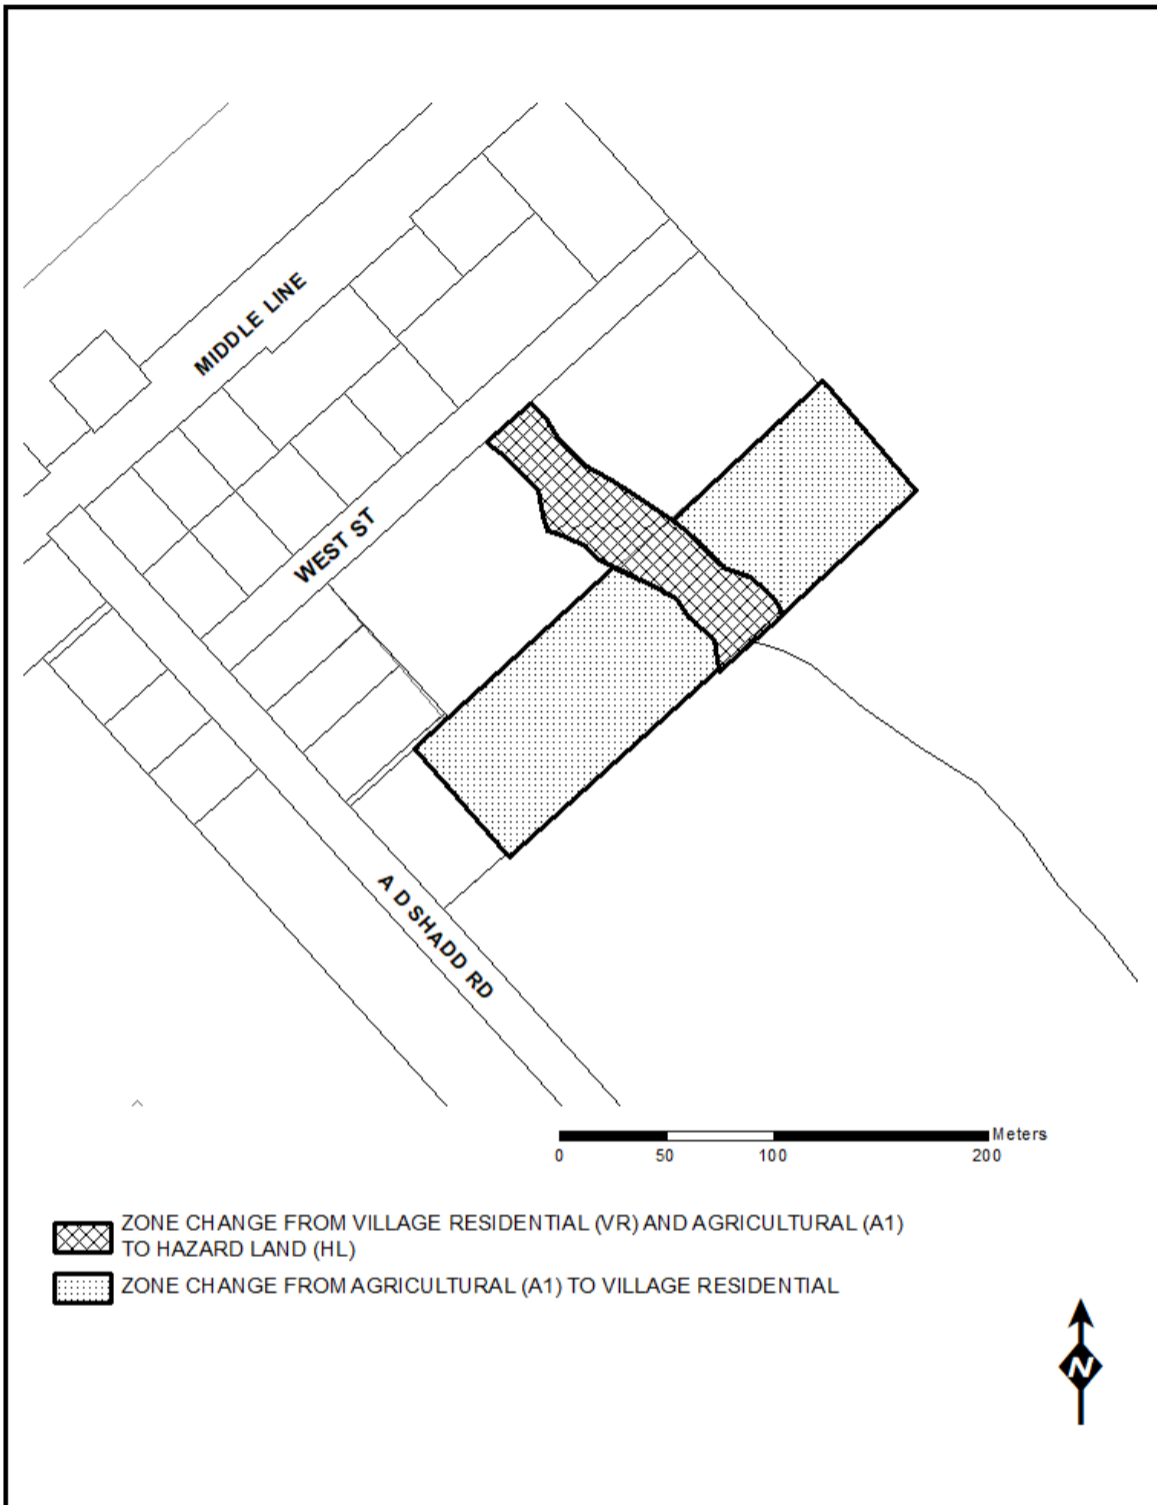 MIDDLE LINE
WEST ST
A D SHADD RD
Meters
0 50 100 200
ZONE CHANGE FROM VILLAGE RESIDENTIAL (VR) AND AGRICULTURAL (A1)
TO HAZARD LAND (HL)
ZONE CHANGE FROM AGRICULTURAL (A1) TO VILLAGE RESIDENTIAL
N